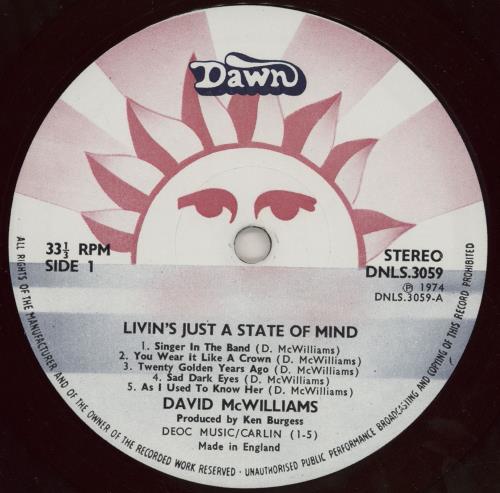 Dawn
33⅓ RPM
SIDE 1
STEREO
DNLS.3059
℗ 1974
DNLS.3059-A
LIVIN'S JUST A STATE OF MIND
1. Singer In The Band (D. McWilliams)
2. You Wear it Like A Crown (D. McWilliams)
3. Twenty Golden Years Ago (D. McWilliams)
4. Sad Dark Eyes (D. McWilliams)
5. As I Used To Know Her (D. McWilliams)
DAVID McWILLIAMS
Produced by Ken Burgess
DEOC MUSIC/CARLIN (1-5)
Made in England
ALL RIGHTS OF THE MANUFACTURER AND OF THE OWNER OF THE RECORDED WORK RESERVED · UNAUTHORISED PUBLIC PERFORMANCE BROADCASTING AND COPYING OF THIS RECORD PROHIBITED